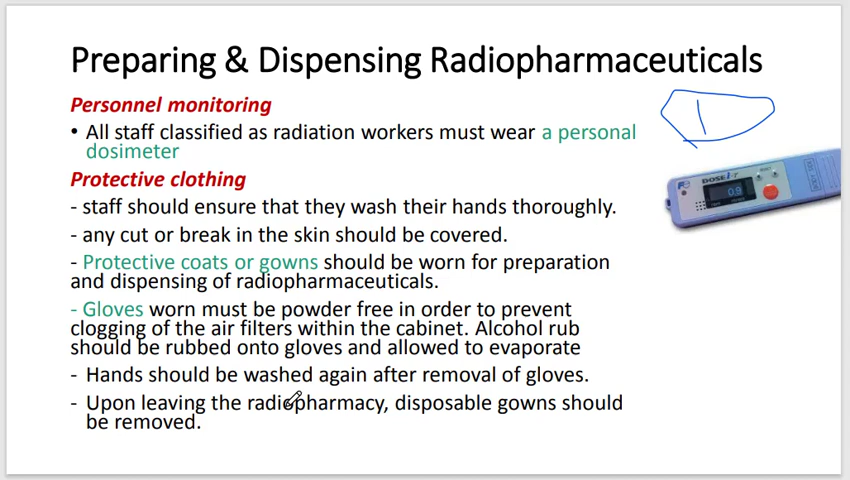 Preparing & Dispensing Radiopharmaceuticals
Personnel monitoring
• All staff classified as radiation workers must wear a personal
dosimeter
Protective clothing
- staff should ensure that they wash their hands thoroughly.
- any cut or break in the skin should be covered.
- Protective coats or gowns should be worn for preparation
and dispensing of radiopharmaceuticals.
- Gloves worn must be powder free in order to prevent
clogging of the air filters within the cabinet. Alcohol rub
should be rubbed onto gloves and allowed to evaporate
- Hands should be washed again after removal of gloves.
- Upon leaving the radiopharmacy, disposable gowns should
be removed.
0.9